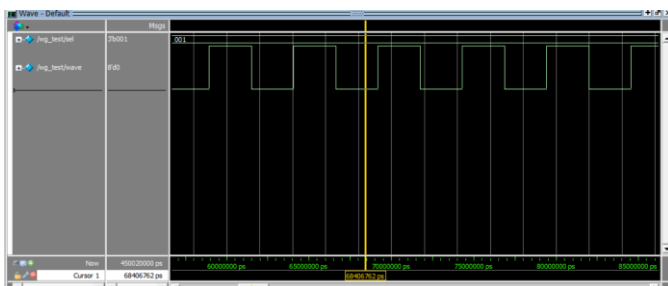 Wave - Default
Msgs
/wg_test/sel 3'b001 001
/wg_test/wave 8'd0
Now 450020000 ps 60000000 ps 65000000 ps 70000000 ps 75000000 ps 80000000 ps 85000000 ps
Cursor 1 68406762 ps 68406762 ps